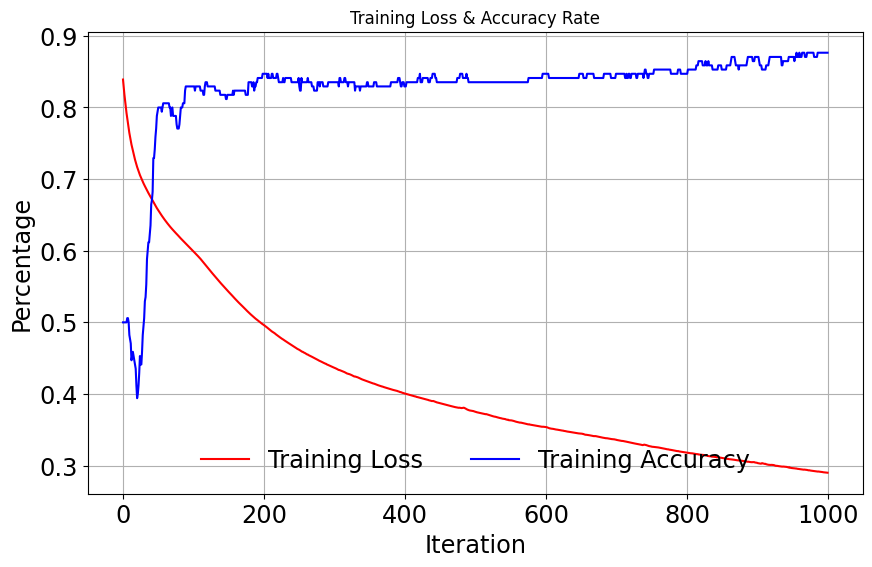 Training Loss & Accuracy Rate
Percentage
0.9
0.8
0.7
0.6
0.5
0.4
0.3
Training Loss Training Accuracy
0 200 400 600 800 1000
Iteration